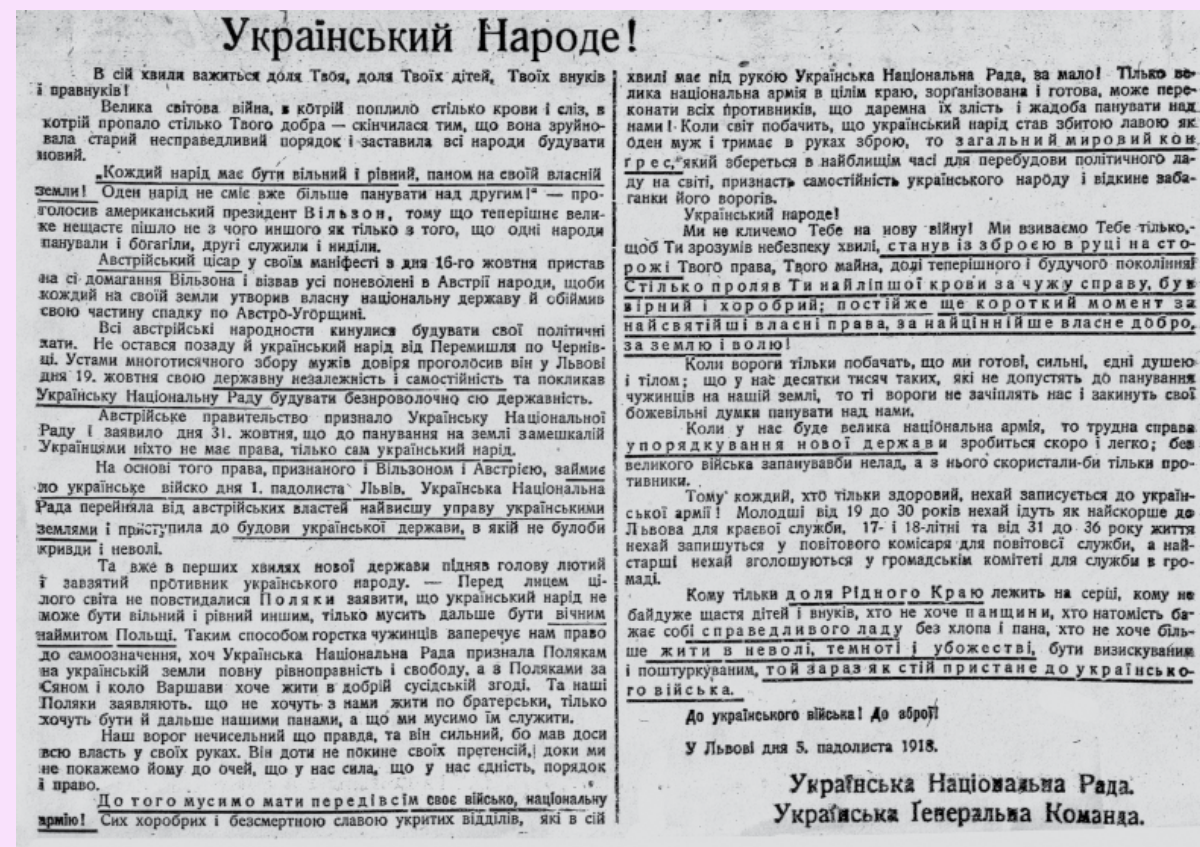 Український Народе!
В сій хвили важиться доля Твоя, доля Твоїх дітей, Твоїх внуків
і правнуків!
Велика світова війна, в котрій поплило стілько крови і сліз, в
котрій пропало стілько Твого добра — скінчилася тим, що вона зруйно-
вала старий несправедливий порядок і заставила всі народи будувати
новий.
„Кождий нарід має бути вільний і рівний, паном на своїй власній
земли! Оден нарід не сміє вже більше панувати над другим!“ — про-
голосив американський президент Вільзон, тому що теперішнє вели-
ке нещастє пішло не з чого иншого як тілько з того, що одні народи
панували і богатіли, другі служили і ниділи.
Австрійський цісар у своїм маніфесті з дня 16-го жовтня пристав
на сі домагання Вільзона і візвав усі поневолені в Австрії народи, щоби
кождий на своїй земли утворив власну національну державу й обіймив
свою частину спадку по Австро-Угорщині.
Всі австрійські народности кинулися будувати свої політичні
хати. Не остався позаду й український нарід від Перемишля по Чернів-
ці. Устами многотисячного збору мужів довіря проголосив він у Львові
дня 19. жовтня свою державну незалежність і самостійність та покликав
Українську Національну Раду будувати безпроволочно сю державність.
Австрійське правительство признало Українську Національної
Раду і заявило дня 31. жовтня, що до панування на землі замешкалій
Українцями ніхто не має права, тілько сам український нарід.
На основі того права, признаного і Вільзоном і Австрією, займиє
ло українське війско дня 1. падолиста Львів. Українська Національна
Рада перейняла від австрійських властей найвисшу управу українськими
землями і приступила до будови української держави, в якій не булоби
кривди і неволі.
Та вже в перших хвилях нової держави підняв голову лютий
і завзятий противник українського народу. — Перед лицем ці-
лого світа не повстидалися Поляки заявити, що український нарід не
може бути вільний і рівний иншим, тілько мусить дальше бути вічним
наймитом Польщі. Таким способом горстка чужинців заперечує нам право
до самоозначення, хоч Українська Національна Рада признала Полякам
на українській земли повну рівноправність і свободу, а з Поляками за
Сяном і коло Варшави хоче жити в добрій сусідській згоді. Та наші
Поляки заявляють. що не хочуть з нами жити по братерськи, тілько
хочуть бути й дальше нашими панами, а що ми мусимо їм служити.
Наш ворог нечисельний що правда, та він сильний, бо мав доси
всю власть у своїх руках. Він доти не покине своїх претенсій, доки ми
не покажемо йому до очей, що у нас сила, що у нас єдність, порядок
і право.
До того мусимо мати передівсім своє військо, національну
армію! Сих хоробрих і безсмертною славою укритих відділів, які в сій
хвилі має під рукою Українська Національна Рада, за мало! Тілько ве-
лика національна армія в цілім краю, зорганізована і готова, може пере-
конати всіх противників, що даремна їх злість і жадоба панувати над
нами! Коли світ побачить, що український нарід став збитою лавою як
оден муж і тримає в руках зброю, то загальний мировий кон
ґрес, який збереться в найблищім часі для перебудови політичного ла-
ду на світі, признасть самостійність українського народу і відкине заба-
ганки його ворогів.
Український народе!
Ми не кличемо Тебе на нову війну! Ми взиваємо Тебе тілько,-
щоб Ти зрозумів небезпеку хвилі, станув із зброєю в руці на сто-
рожі Твого права, Твого майна, долі теперішного і будучого покоління!
Стілько проляв Ти найліпшої крови за чужу справу, був
вірний і хоробрий; постійже ще короткий момент за
найсвятійші власні права, за найціннійше власне добро,
за землю і волю!
Коли вороги тільки побачать, що ми готові, сильні, єдні душею
і тілом; що у нас десятки тисяч таких, які не допустять до панування
чужинців на нашій землі, то ті вороги не зачіплять нас і закинуть свої
божевільні думки панувати над нами.
Коли у нас буде велика національна армія, то трудна справа
упорядкування нової держави зробиться скоро і легко; без
великого війська запанувавби нелад, а з нього скористали-би тільки про-
тивники.
Тому кождий, хто тільки здоровий, нехай записується до україн-
ської армії! Молодші від 19 до 30 років нехай ідуть як найскорше до
Львова для краєвої служби, 17- і 18-літні та від 31 до 36 року життя
нехай запишуться у повітового комісаря для повітової служби, а най-
старші нехай зголошуються у громадськім комітеті для служби в гро-
маді.
Кому тільки доля Рідного Краю лежить на серці, кому не
байдуже щастя дітей і внуків, хто не хоче панщини, хто натомість ба-
жає собі справедливого ладу без хлопа і пана, хто не хоче біль-
ше жити в неволі, темноті і убожестві, бути визискуваним
і поштуркуваним, той зараз як стій пристане до українсько-
го війська.
До українського війська! До зброї!
У Львові дня 5. падолиста 1918.
Українська Національна Рада.
Українська Ґенеральна Команда.